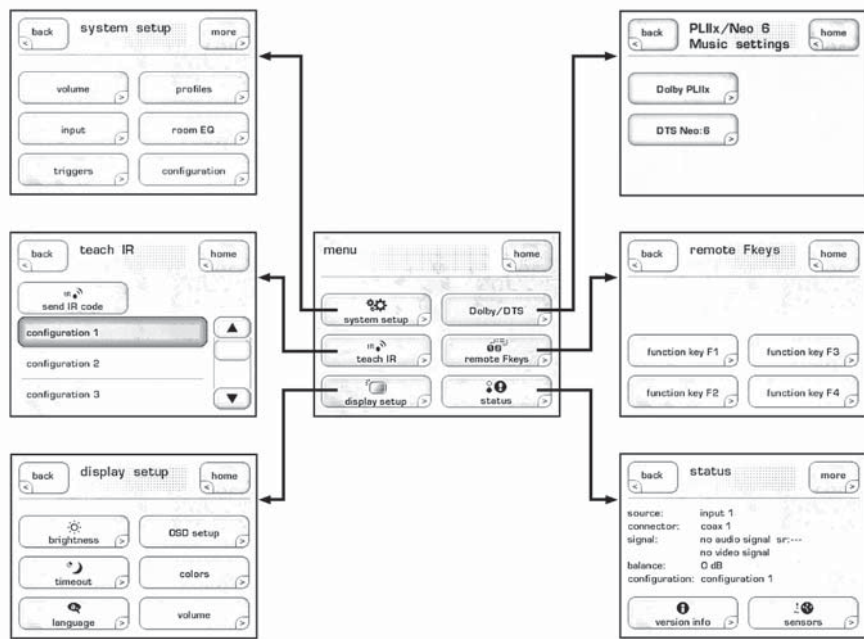 back
system setup
more
volume
profiles
input
room EQ
triggers
configuration
back
PLIIx/Neo 6
Music settings
home
Dolby PLIIx
DTS Neo:6
back
teach IR
home
IR
send IR code
configuration 1
configuration 2
configuration 3
menu
home
system setup
Dolby/DTS
IR
teach IR
remote Fkeys
display setup
status
back
remote Fkeys
home
function key F1
function key F3
function key F2
function key F4
back
display setup
home
brightness
OSD setup
timeout
colors
language
volume
back
status
more
source: input 1
connector: coax 1
signal: no audio signal sr:---
no video signal
balance: 0 dB
configuration: configuration 1
version info
sensors